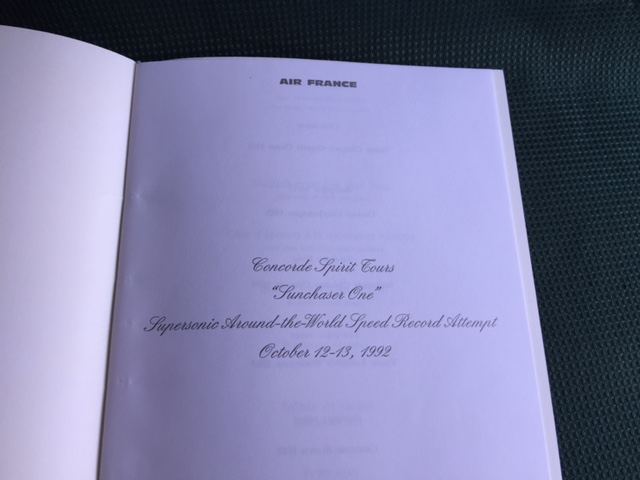 AIR FRANCE
Concorde Spirit Tours
"Sunchaser One"
Supersonic Around-the-World Speed Record Attempt
October 12-13, 1992